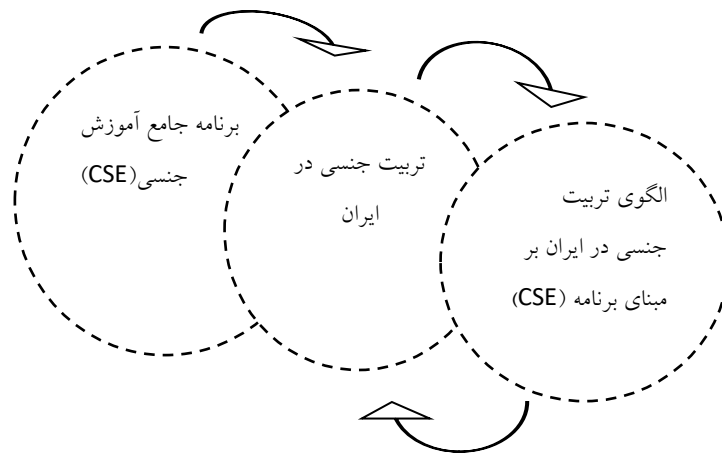 برنامه جامع آموزش
جنسی(CSE)
تربیت جنسی در
ایران
الگوی تربیت
جنسی در ایران بر
مبنای برنامه (CSE)